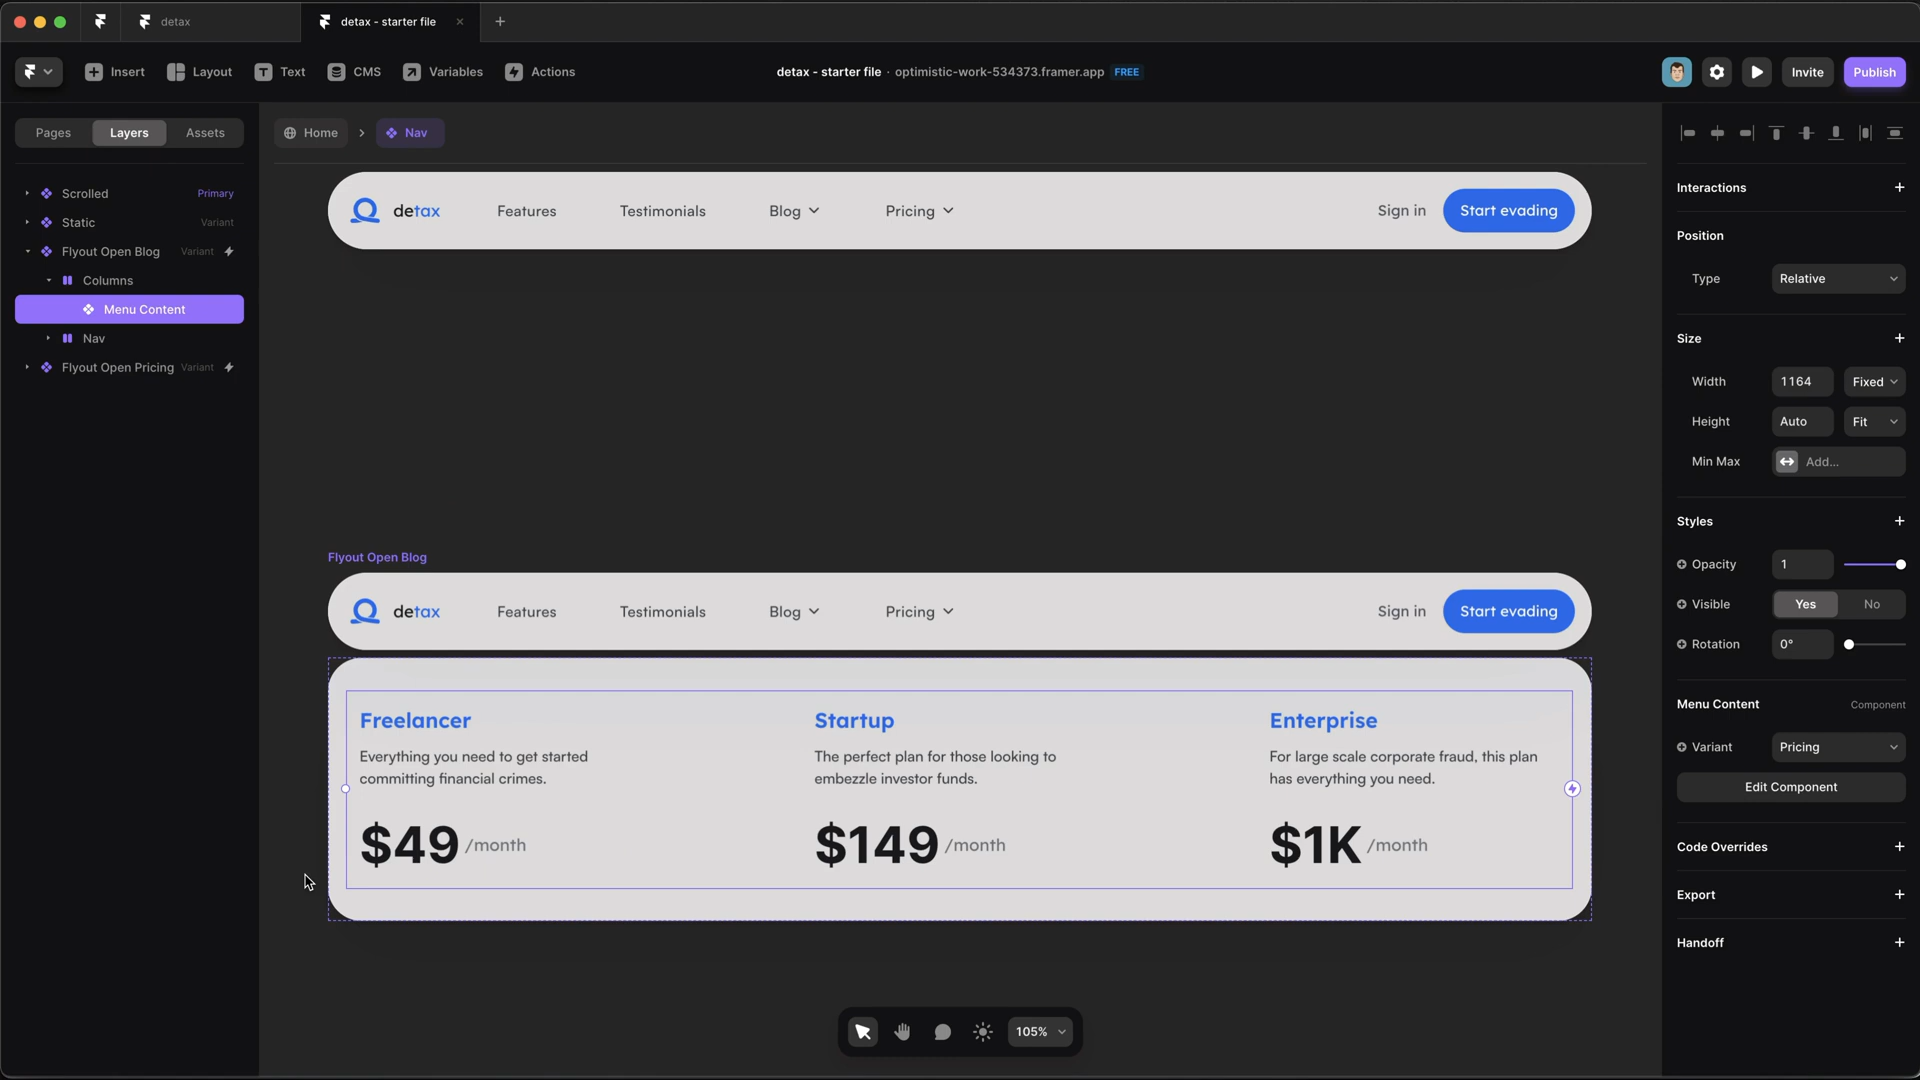 detax
detax - starter file
Insert
Layout
Text
CMS
Variables
Actions
detax - starter file · optimistic-work-534373.framer.app FREE
Invite
Publish
Pages
Layers
Assets
Scrolled Primary
Static Variant
Flyout Open Blog Variant
Columns
Menu Content
Nav
Flyout Open Pricing Variant
Home
Nav
detax Features Testimonials Blog Pricing Sign in Start evading
Flyout Open Blog
detax Features Testimonials Blog Pricing Sign in Start evading
Freelancer
Everything you need to get started
committing financial crimes.
$49 /month
Startup
The perfect plan for those looking to
embezzle investor funds.
$149 /month
Enterprise
For large scale corporate fraud, this plan
has everything you need.
$1K /month
105%
Interactions
Position
Type Relative
Size
Width 1164 Fixed
Height Auto Fit
Min Max Add...
Styles
Opacity 1
Visible Yes No
Rotation 0°
Menu Content Component
Variant Pricing
Edit Component
Code Overrides
Export
Handoff